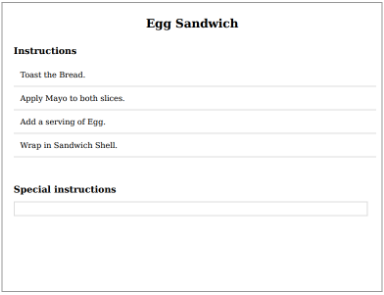 Egg Sandwich
Instructions
Toast the Bread.
Apply Mayo to both slices.
Add a serving of Egg.
Wrap in Sandwich Shell.
Special instructions